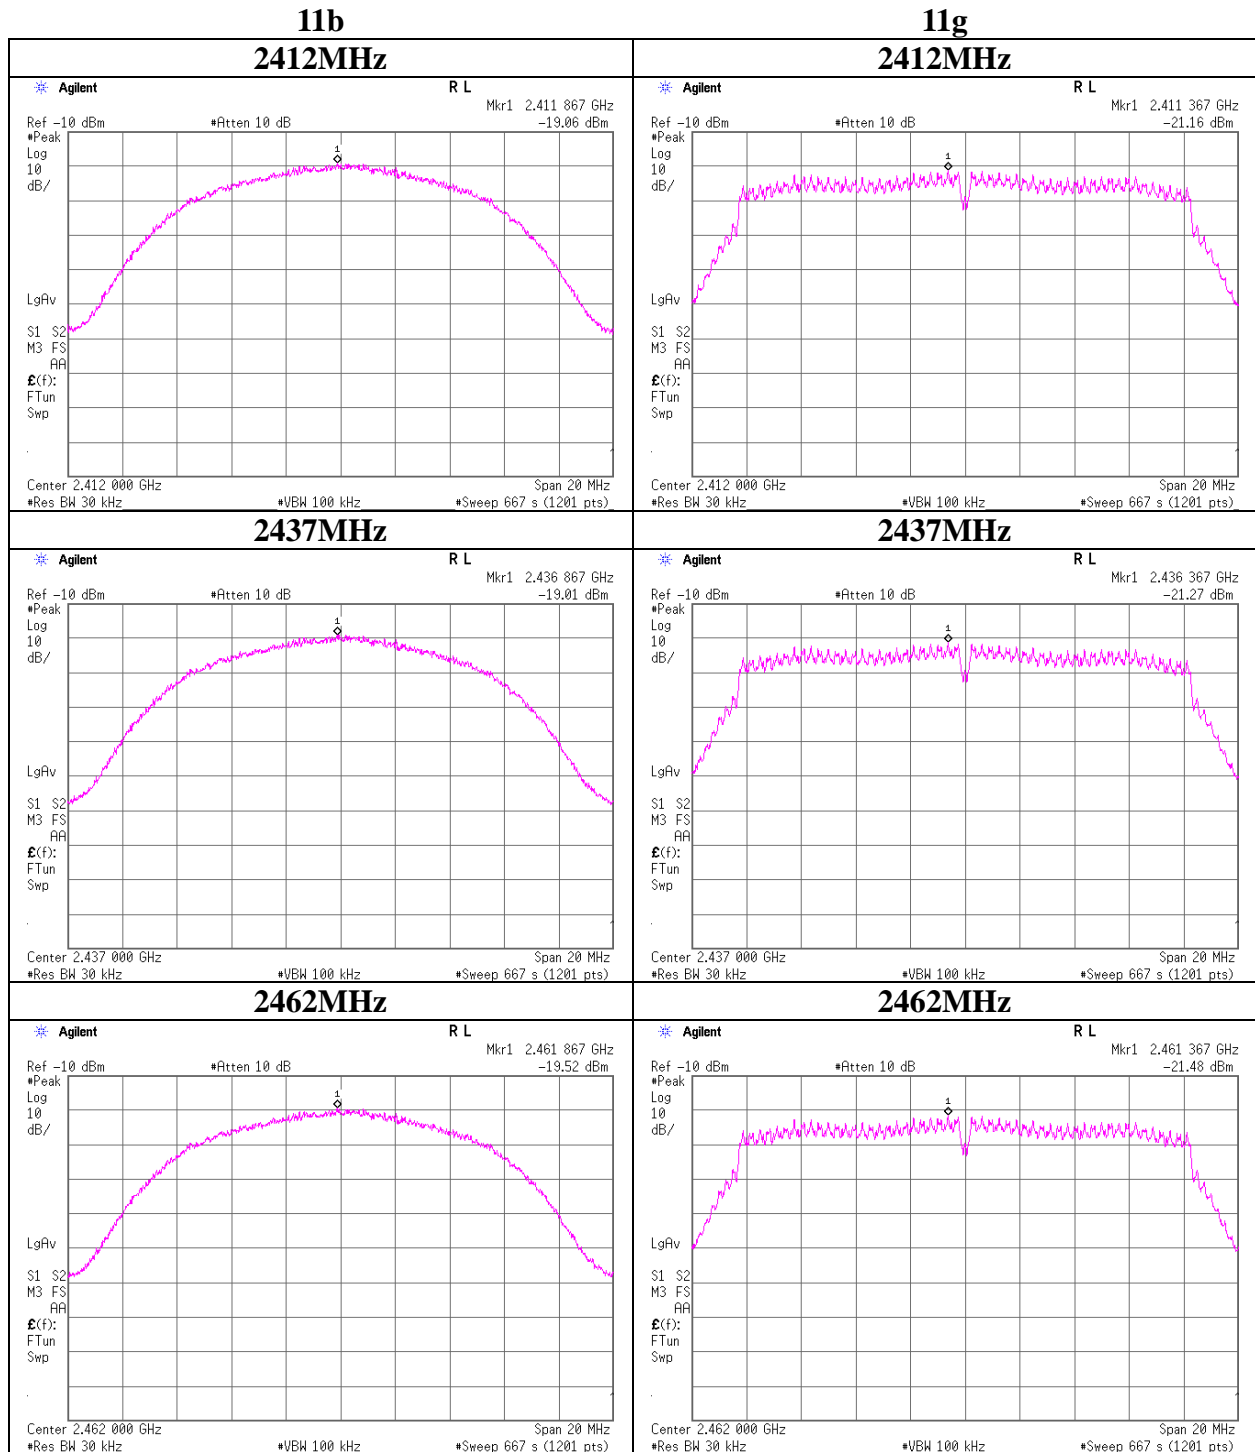 11b 11g
2412MHz 2412MHz
Agilent R L
Mkr1 2.411 867 GHz
Ref -10 dBm #Atten 10 dB -19.06 dBm
#Peak
Log
10
dB/
1
LgAv
S1 S2
M3 FS
AA
£(f):
FTun
Swp
Center 2.412 000 GHz Span 20 MHz
#Res BW 30 kHz #VBW 100 kHz #Sweep 667 s (1201 pts)
Agilent R L
Mkr1 2.411 367 GHz
Ref -10 dBm #Atten 10 dB -21.16 dBm
#Peak
Log
10
dB/
1
LgAv
S1 S2
M3 FS
AA
£(f):
FTun
Swp
Center 2.412 000 GHz Span 20 MHz
#Res BW 30 kHz #VBW 100 kHz #Sweep 667 s (1201 pts)
2437MHz 2437MHz
Agilent R L
Mkr1 2.436 867 GHz
Ref -10 dBm #Atten 10 dB -19.01 dBm
#Peak
Log
10
dB/
1
LgAv
S1 S2
M3 FS
AA
£(f):
FTun
Swp
Center 2.437 000 GHz Span 20 MHz
#Res BW 30 kHz #VBW 100 kHz #Sweep 667 s (1201 pts)
Agilent R L
Mkr1 2.436 367 GHz
Ref -10 dBm #Atten 10 dB -21.27 dBm
#Peak
Log
10
dB/
1
LgAv
S1 S2
M3 FS
AA
£(f):
FTun
Swp
Center 2.437 000 GHz Span 20 MHz
#Res BW 30 kHz #VBW 100 kHz #Sweep 667 s (1201 pts)
2462MHz 2462MHz
Agilent R L
Mkr1 2.461 867 GHz
Ref -10 dBm #Atten 10 dB -19.52 dBm
#Peak
Log
10
dB/
1
LgAv
S1 S2
M3 FS
AA
£(f):
FTun
Swp
Center 2.462 000 GHz Span 20 MHz
#Res BW 30 kHz #VBW 100 kHz #Sweep 667 s (1201 pts)
Agilent R L
Mkr1 2.461 367 GHz
Ref -10 dBm #Atten 10 dB -21.48 dBm
#Peak
Log
10
dB/
1
LgAv
S1 S2
M3 FS
AA
£(f):
FTun
Swp
Center 2.462 000 GHz Span 20 MHz
#Res BW 30 kHz #VBW 100 kHz #Sweep 667 s (1201 pts)